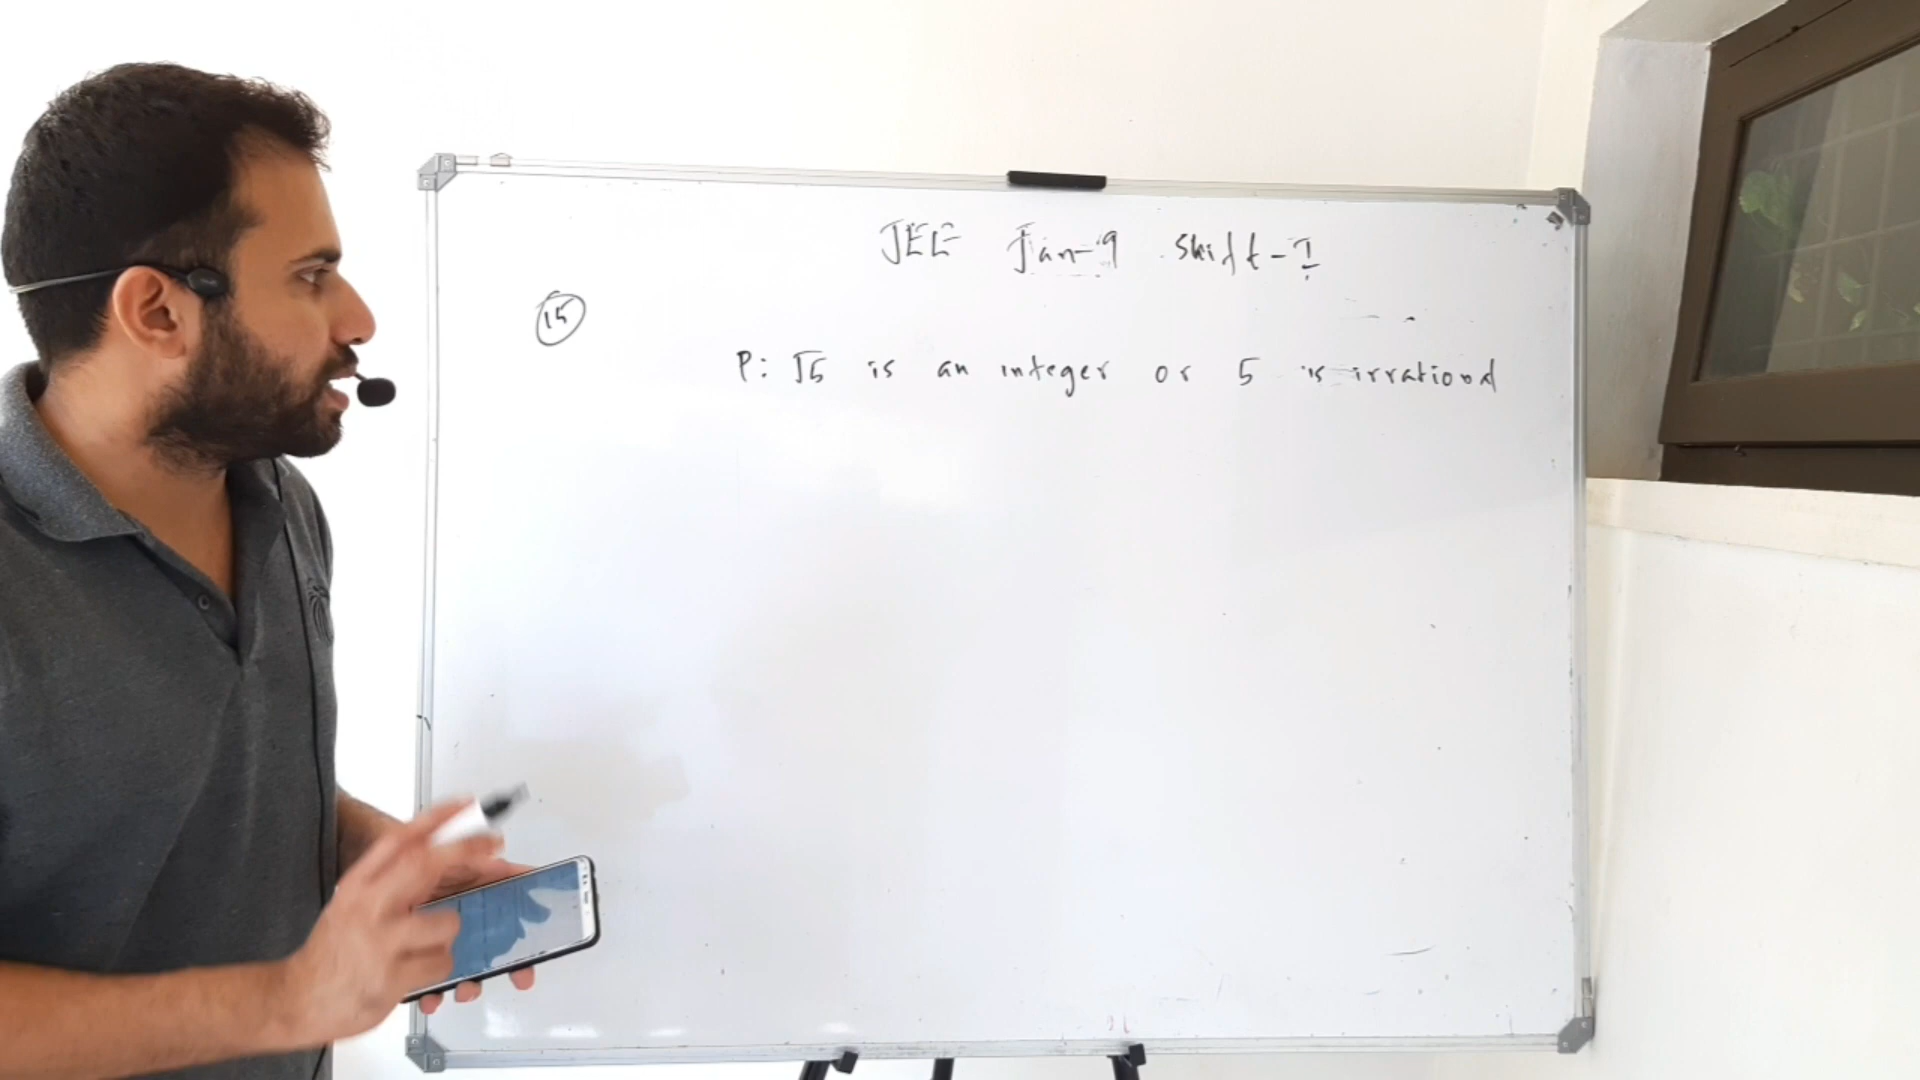 JEE Jan-9 Shift-I
15
P: √5 is an integer or 5 is irrational